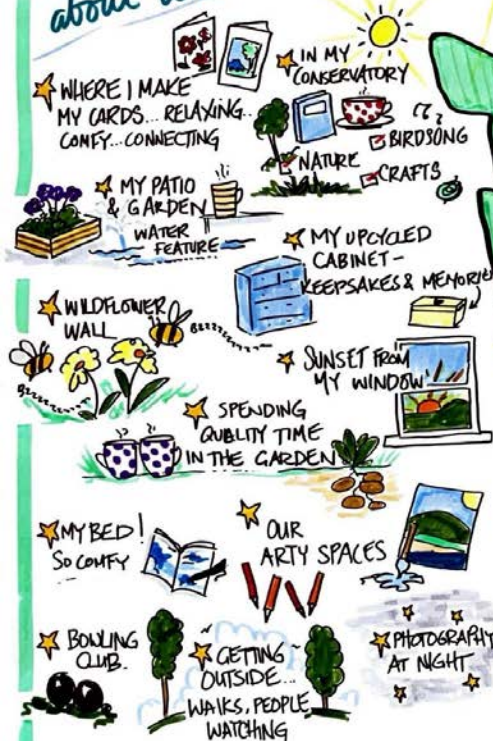 about
IN MY
CONSERVATORY
WHERE I MAKE
MY CARDS... RELAXING..
COMFY...CONNECTING
BIRDSONG
NATURE
CRAFTS
MY PATIO
& GARDEN
WATER
FEATURE
MY UPCYCLED
CABINET -
KEEPSAKES & MEMORIES
WILDFLOWER
WALL
BZZZZZ
SUNSET FROM
MY WINDOW
SPENDING
QUALITY TIME
IN THE GARDEN
MY BED!
SO COMFY
OUR
ARTY SPACES
BOWLING
CLUB.
GETTING
OUTSIDE...
WALKS, PEOPLE
WATCHING
PHOTOGRAPHY
AT NIGHT